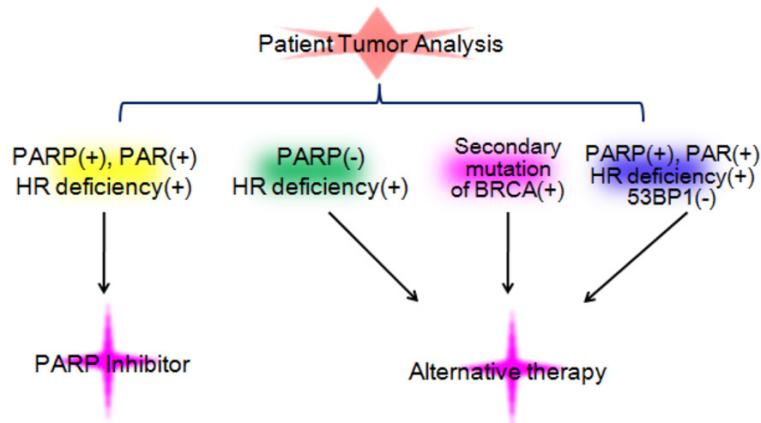 Patient Tumor Analysis
PARP(+), PAR(+)
HR deficiency(+)
PARP(-)
HR deficiency(+)
Secondary
mutation
of BRCA(+)
PARP(+), PAR(+)
HR deficiency(+)
53BP1(-)
PARP Inhibitor
Alternative therapy